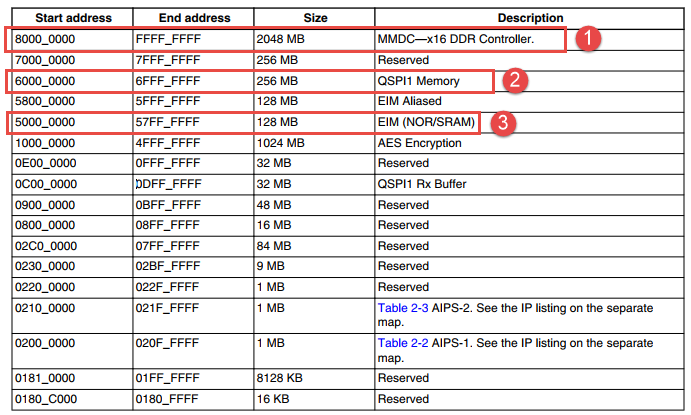 Start address End address Size Description
8000_0000 FFFF_FFFF 2048 MB MMDC—x16 DDR Controller. 1
7000_0000 7FFF_FFFF 256 MB Reserved
6000_0000 6FFF_FFFF 256 MB QSPI1 Memory 2
5800_0000 5FFF_FFFF 128 MB EIM Aliased
5000_0000 57FF_FFFF 128 MB EIM (NOR/SRAM) 3
1000_0000 4FFF_FFFF 1024 MB AES Encryption
0E00_0000 0FFF_FFFF 32 MB Reserved
0C00_0000 0DFF_FFFF 32 MB QSPI1 Rx Buffer
0900_0000 0BFF_FFFF 48 MB Reserved
0800_0000 08FF_FFFF 16 MB Reserved
02C0_0000 07FF_FFFF 84 MB Reserved
0230_0000 02BF_FFFF 9 MB Reserved
0220_0000 022F_FFFF 1 MB Reserved
0210_0000 021F_FFFF 1 MB Table 2-3 AIPS-2. See the IP listing on the separate
map.
0200_0000 020F_FFFF 1 MB Table 2-2 AIPS-1. See the IP listing on the separate
map.
0181_0000 01FF_FFFF 8128 KB Reserved
0180_C000 0180_FFFF 16 KB Reserved